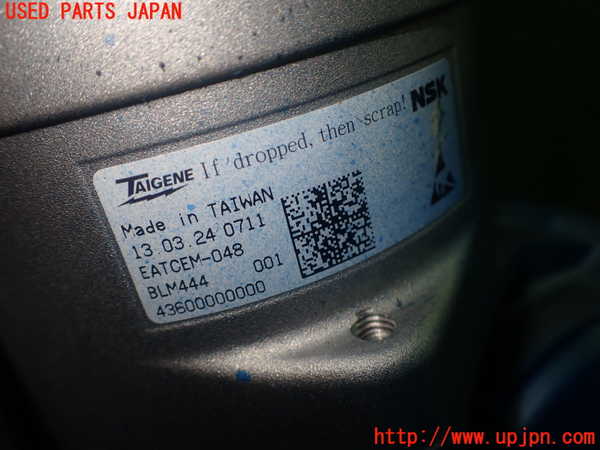 USED PARTS JAPAN
TAIGENE If dropped, then scrap! NSK
Made in TAIWAN
13 03.24 0711
EATCEM-048
BLM444 001
43600000000
http://www.upjpn.com